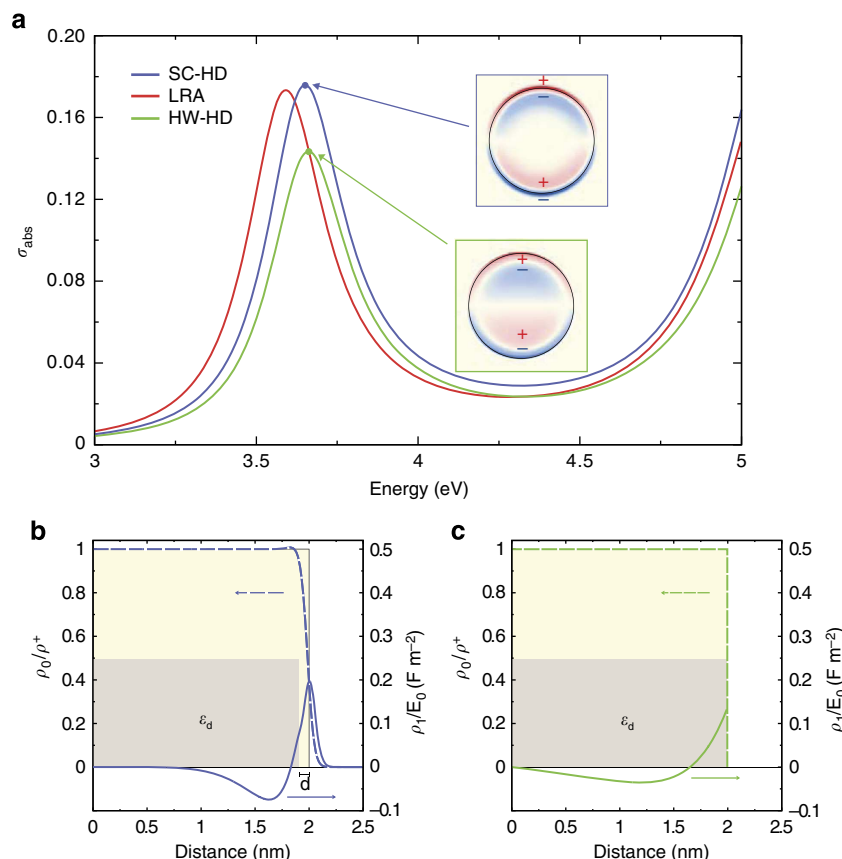 a
0.20
0.16
0.12
0.08
0.04
0
σabs
SC-HD
LRA
HW-HD
+
−
+
−
+
−
+
−
3 3.5 4 4.5 5
Energy (eV)
b
1
0.8
0.6
0.4
0.2
0
ρ0/ρ+
0.5
0.4
0.3
0.2
0.1
0
−0.1
ρ1/E0 (F m−2)
εd
d
0 0.5 1 1.5 2 2.5
Distance (nm)
c
1
0.8
0.6
0.4
0.2
0
ρ0/ρ+
0.5
0.4
0.3
0.2
0.1
0
−0.1
ρ1/E0 (F m−2)
εd
0 0.5 1 1.5 2 2.5
Distance (nm)